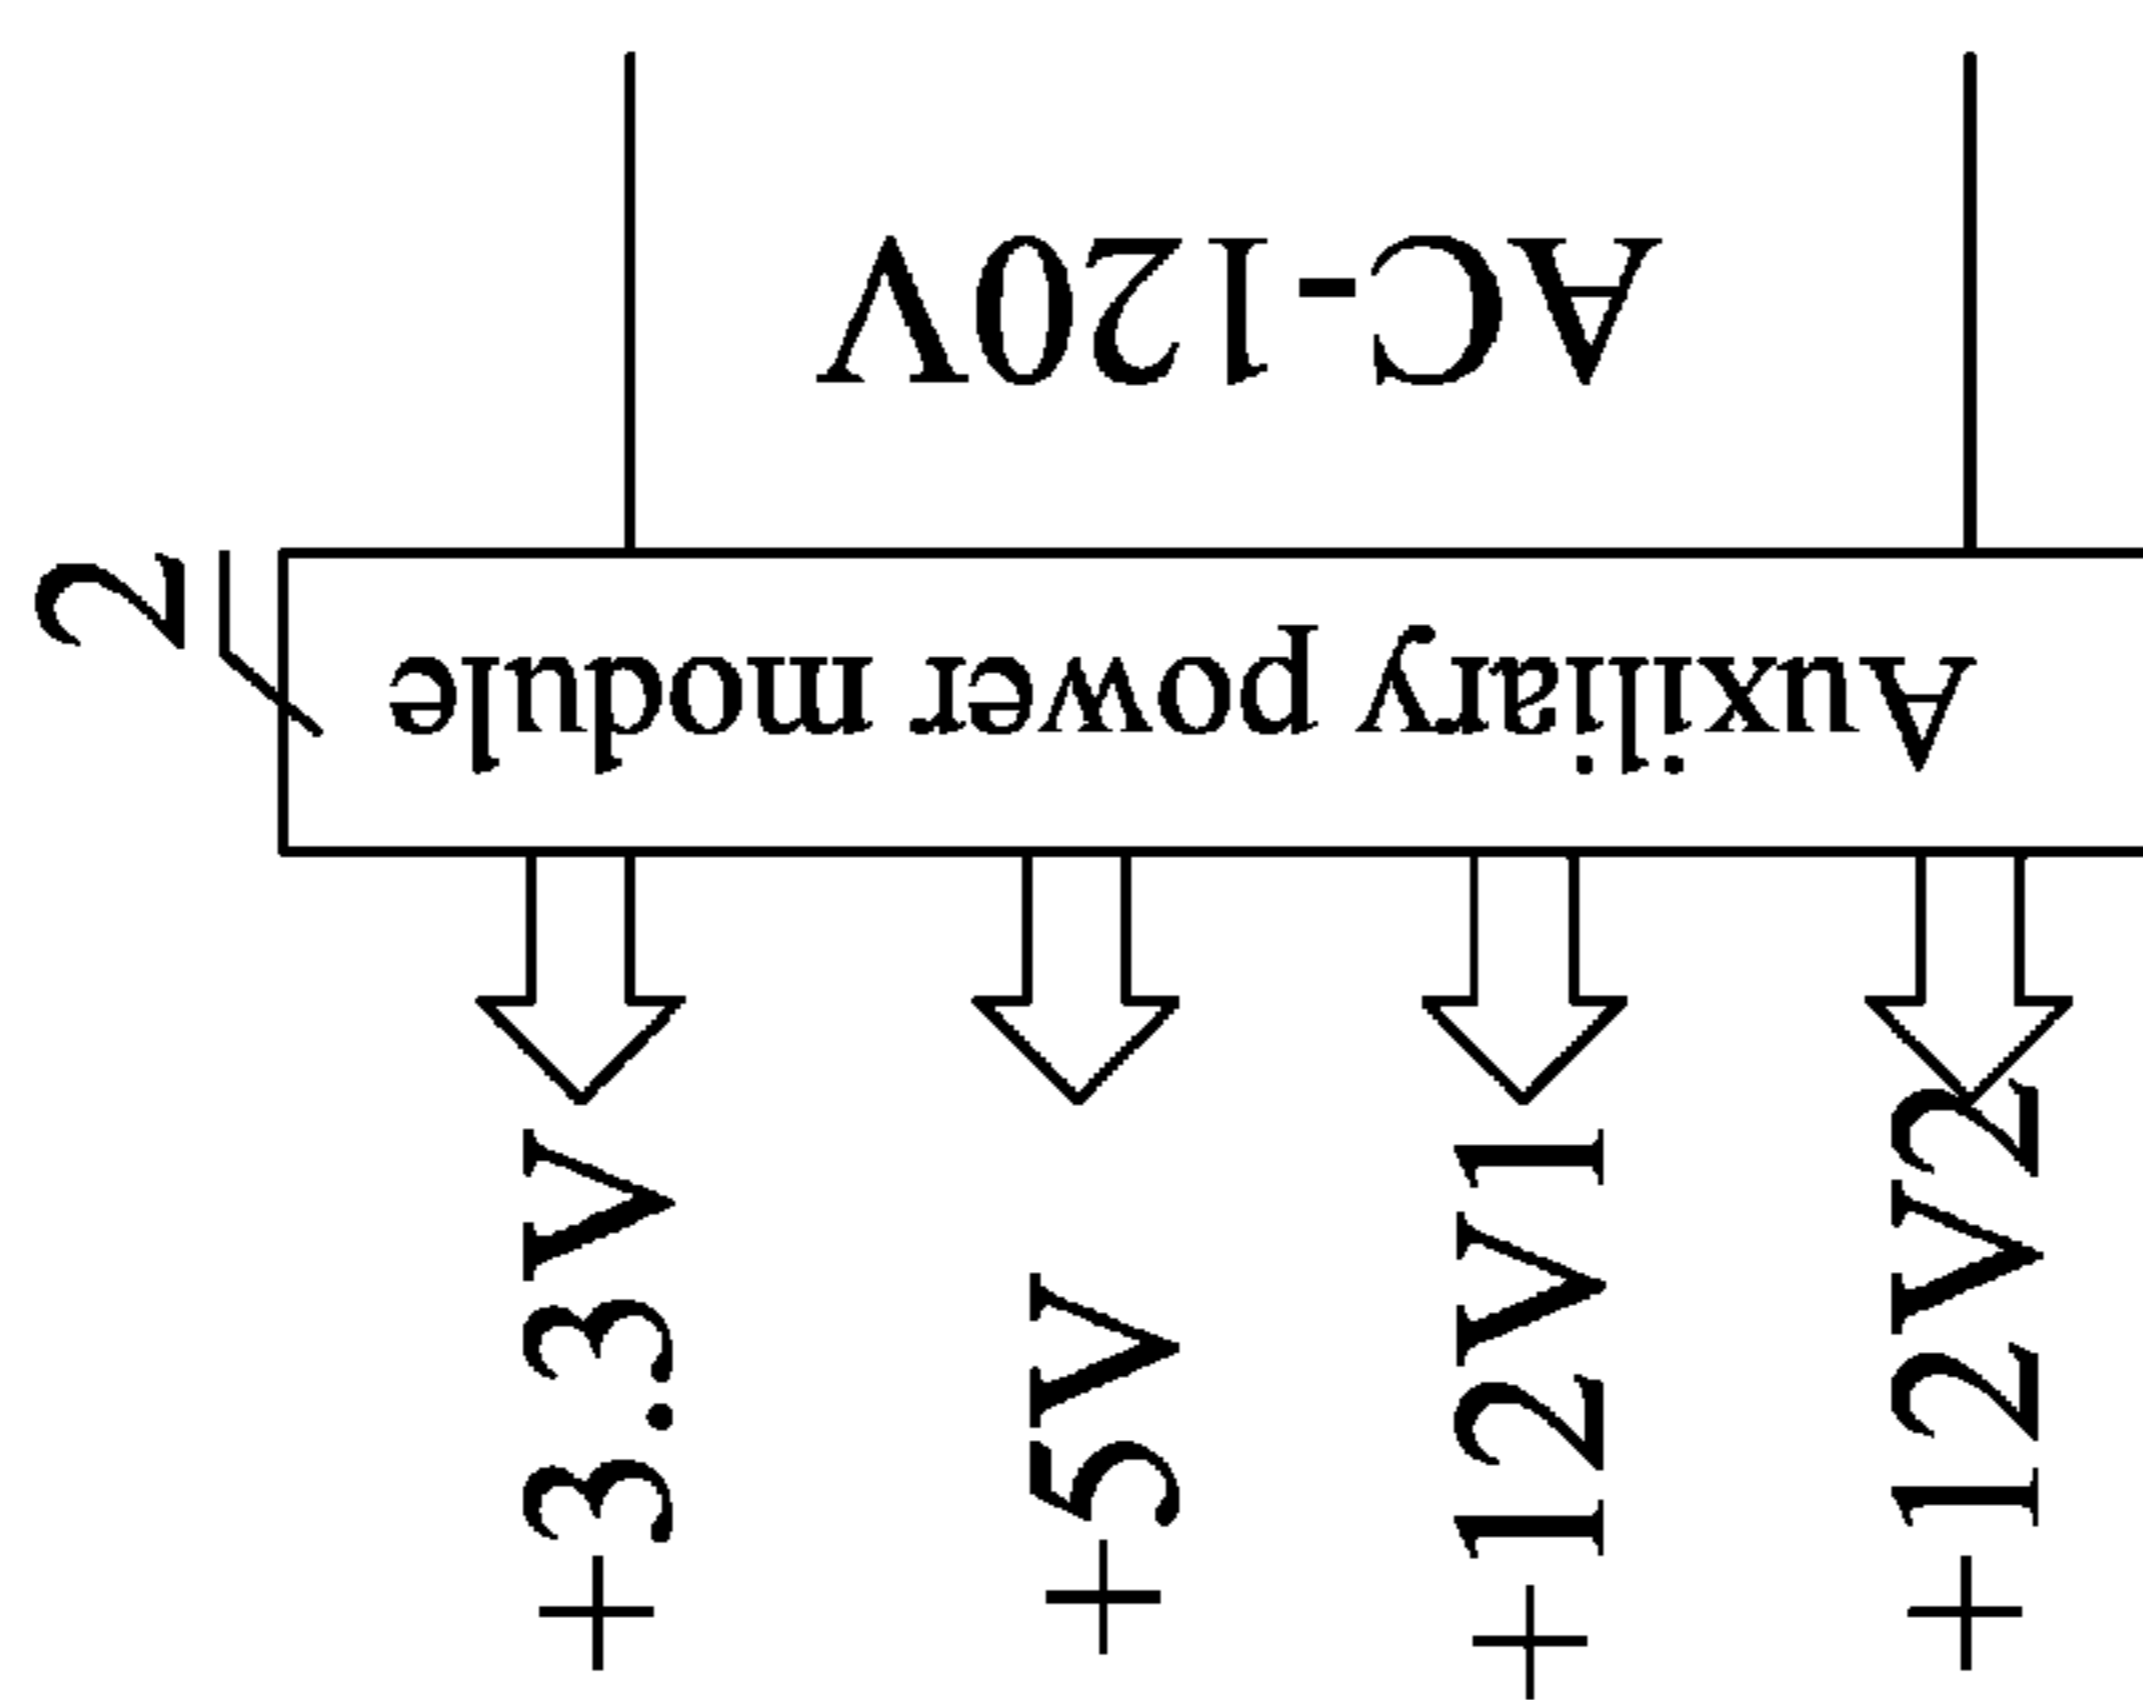 AC-120V
2
Auxiliary power module
+3.3V
+5V
+12V1
+12V2